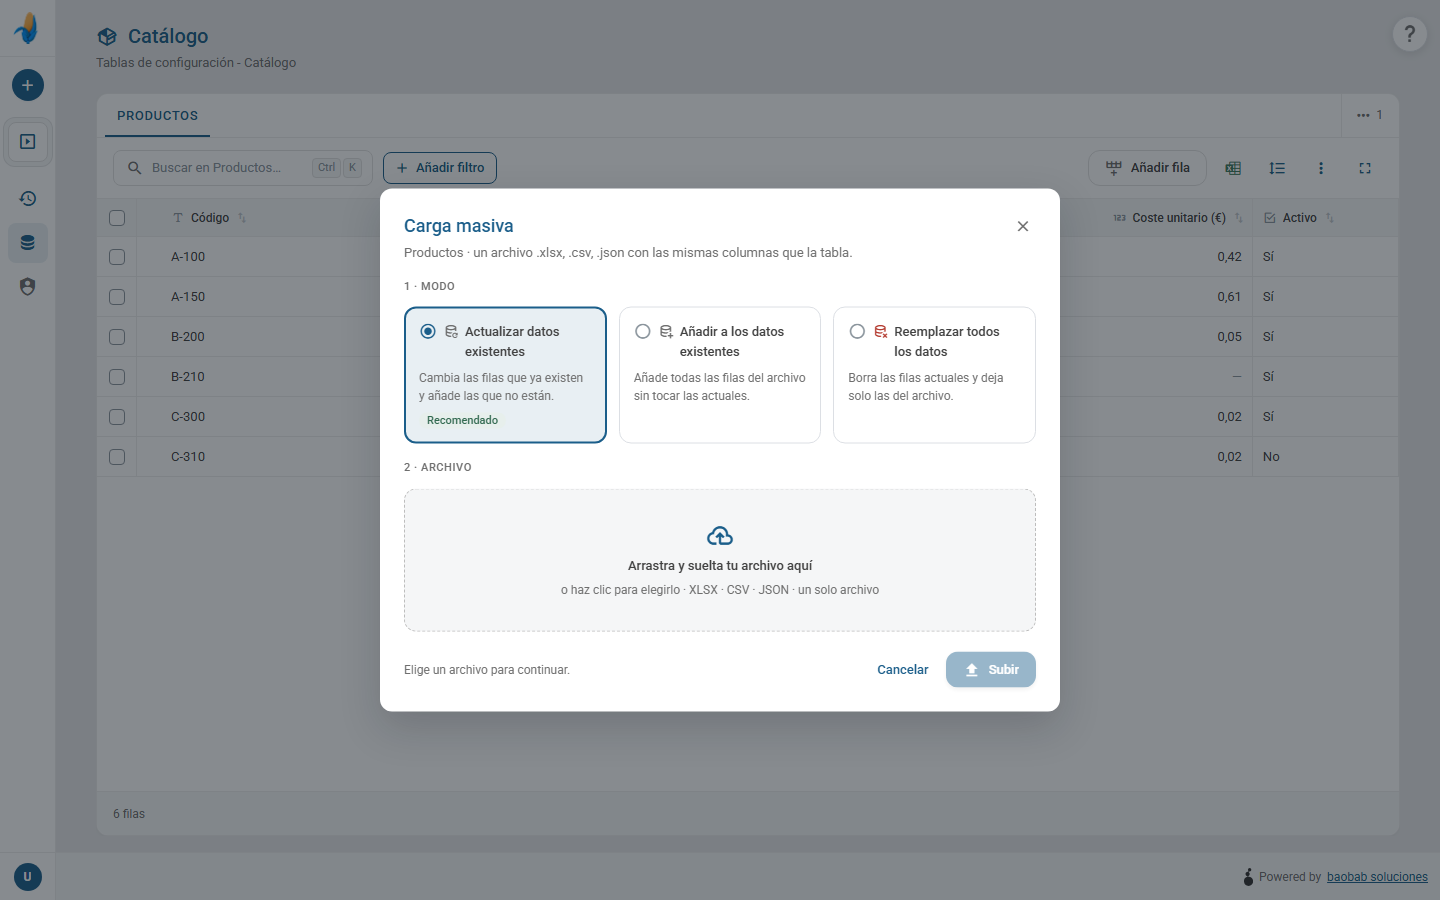 Catálogo
?
Tablas de configuración - Catálogo
PRODUCTOS
1
Buscar en Productos...
Ctrl K
Añadir filtro
Añadir fila
Código
Coste unitario (€)
Activo
A-100
0,42
Sí
A-150
0,61
Sí
B-200
0,05
Sí
B-210
—
Sí
C-300
0,02
Sí
C-310
0,02
No
Carga masiva
Productos · un archivo .xlsx, .csv, .json con las mismas columnas que la tabla.
1 · MODO
Actualizar datos
existentes
Cambia las filas que ya existen
y añade las que no están.
Recomendado
Añadir a los datos
existentes
Añade todas las filas del archivo
sin tocar las actuales.
Reemplazar todos
los datos
Borra las filas actuales y deja
solo las del archivo.
2 · ARCHIVO
Arrastra y suelta tu archivo aquí
o haz clic para elegirlo · XLSX · CSV · JSON · un solo archivo
Elige un archivo para continuar.
Cancelar
Subir
6 filas
U
Powered by baobab soluciones